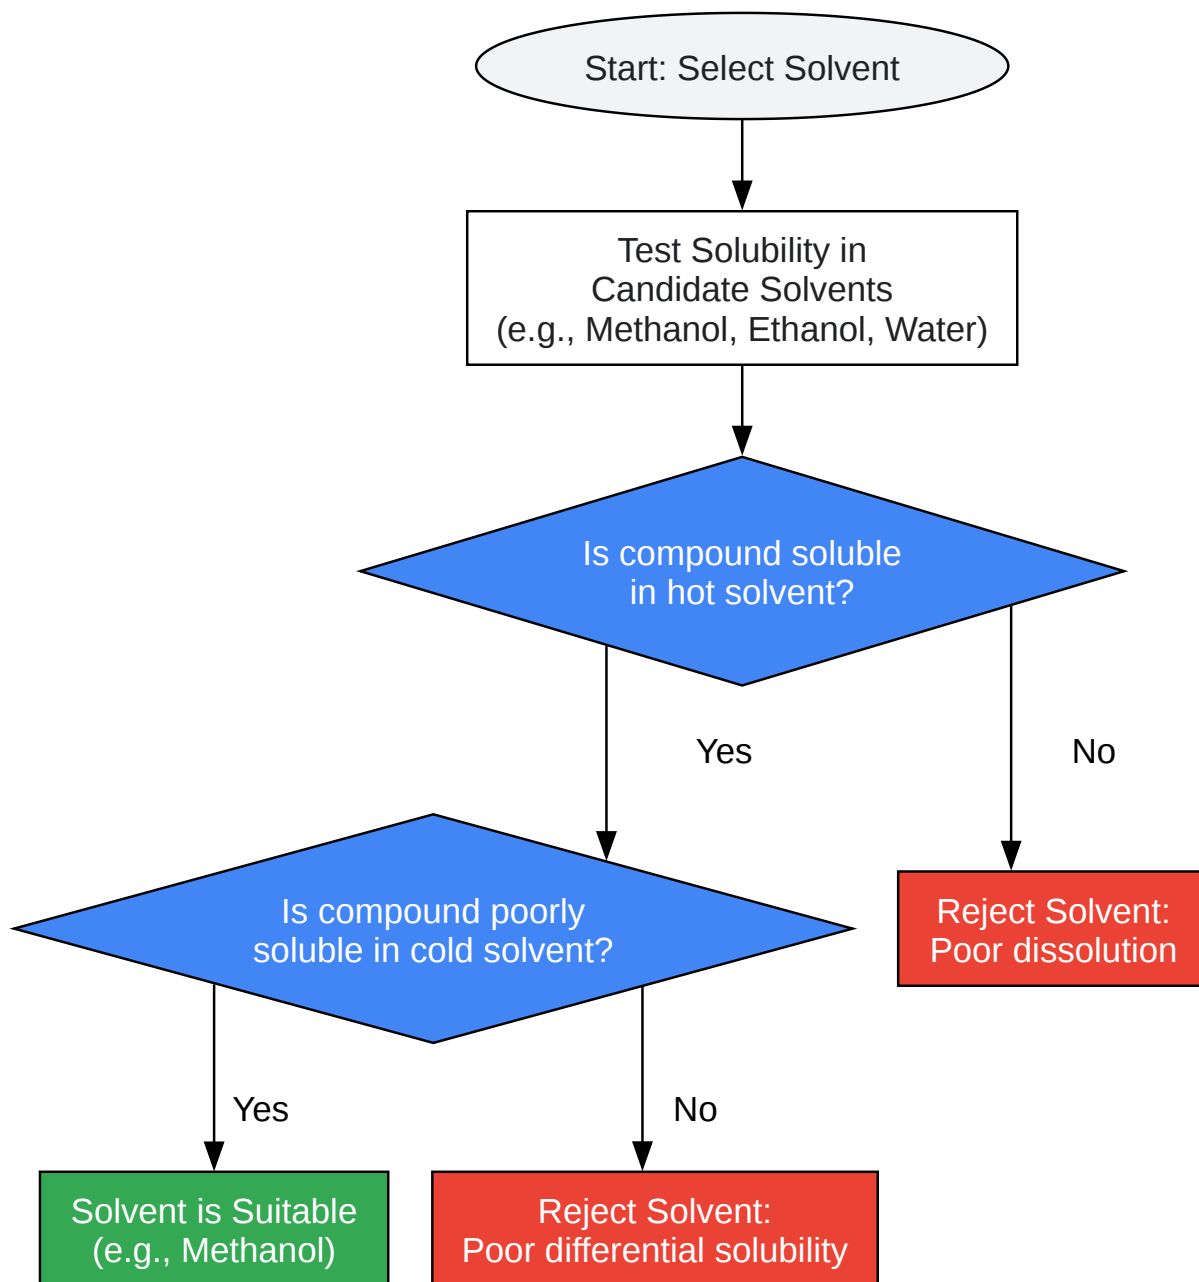 Start: Select Solvent
Test Solubility in
Candidate Solvents
(e.g., Methanol, Ethanol, Water)
Is compound soluble
in hot solvent?
Yes
No
Is compound poorly
soluble in cold solvent?
Reject Solvent:
Poor dissolution
Yes
No
Solvent is Suitable
(e.g., Methanol)
Reject Solvent:
Poor differential solubility